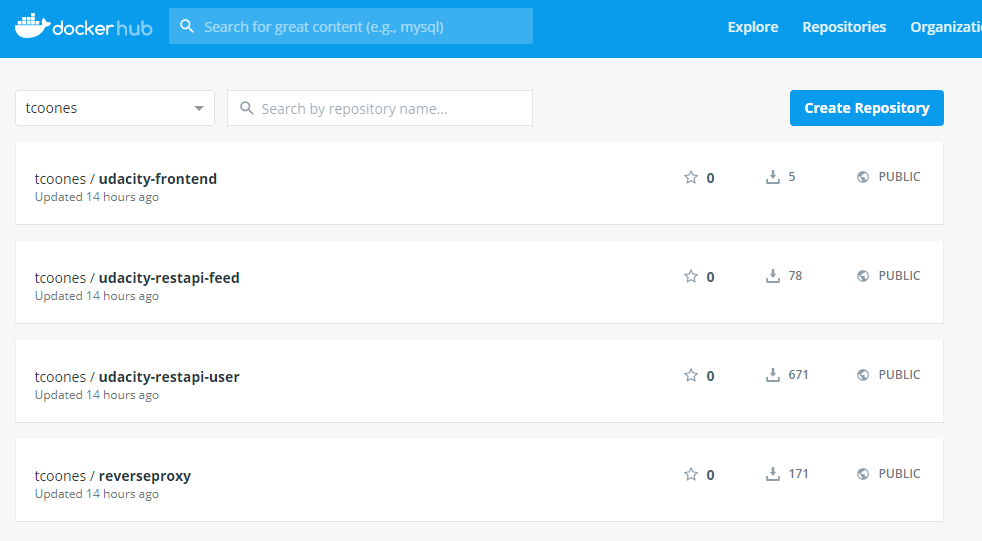 docker hub Search for great content (e.g., mysql) Explore Repositories Organizati
tcoones Search by repository name... Create Repository
tcoones / udacity-frontend 0 5 PUBLIC
Updated 14 hours ago
tcoones / udacity-restapi-feed 0 78 PUBLIC
Updated 14 hours ago
tcoones / udacity-restapi-user 0 671 PUBLIC
Updated 14 hours ago
tcoones / reverseproxy 0 171 PUBLIC
Updated 14 hours ago